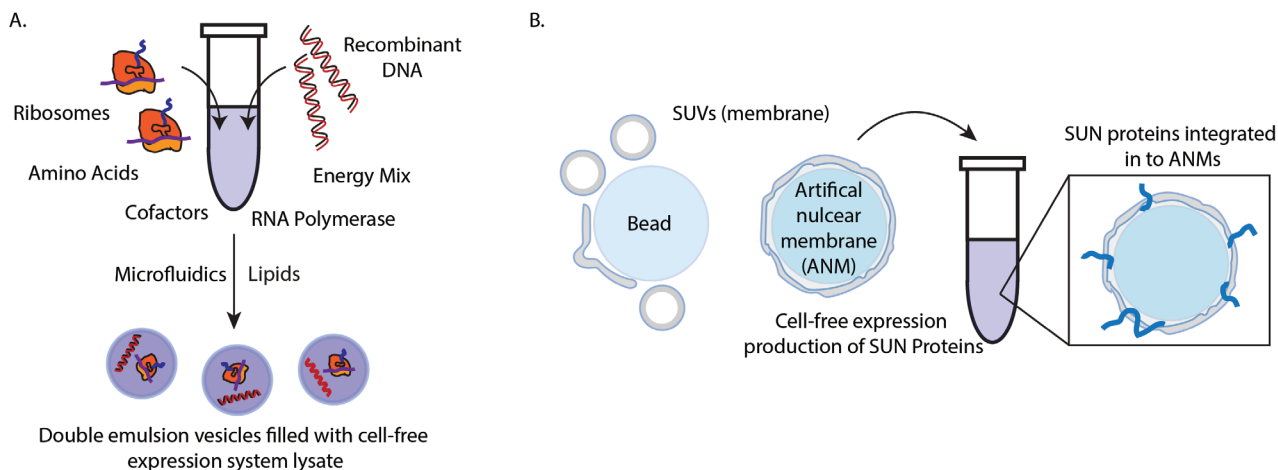 A.
Recombinant
DNA
Ribosomes
Amino Acids
Energy Mix
Cofactors
RNA Polymerase
Microfluidics
Lipids
Double emulsion vesicles filled with cell-free
expression system lysate
B.
SUVs (membrane)
Bead
Artifical
nulcear
membrane
(ANM)
Cell-free expression
production of SUN Proteins
SUN proteins integrated
in to ANMs